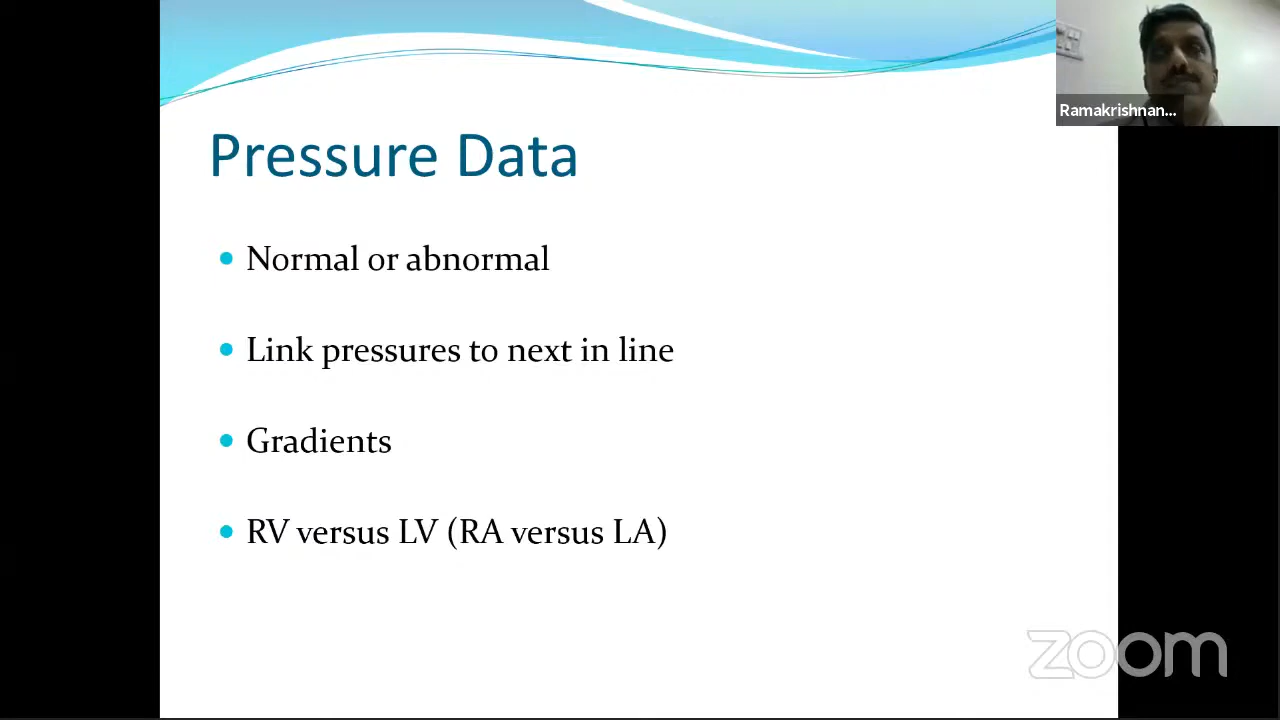 Ramakrishnan...
Pressure Data
• Normal or abnormal
• Link pressures to next in line
• Gradients
• RV versus LV (RA versus LA)
zoom